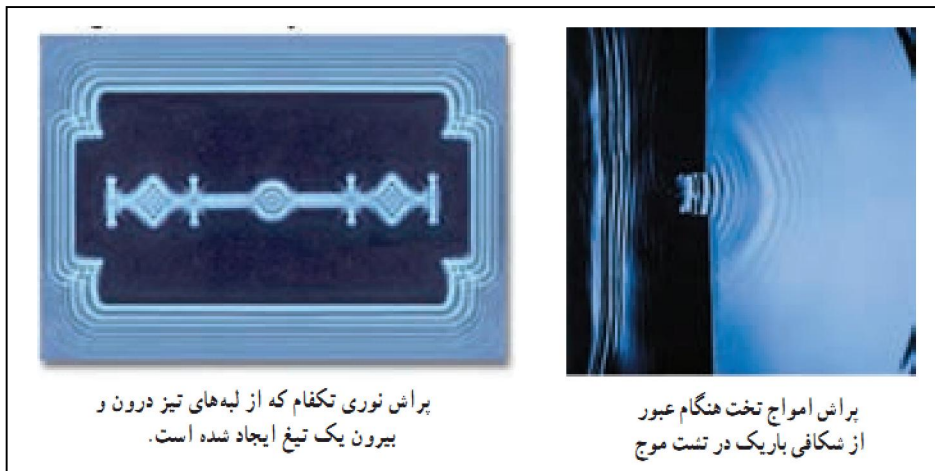 پراش امواج تخت هنگام عبور
از شکافی باریک در تشت موج
پراش نوری تکفام که از لبه‌های تیز درون و
بیرون یک تیغ ایجاد شده است.